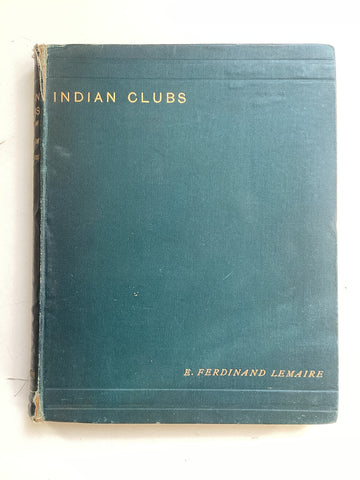 INDIAN CLUBS
E. FERDINAND LEMAIRE